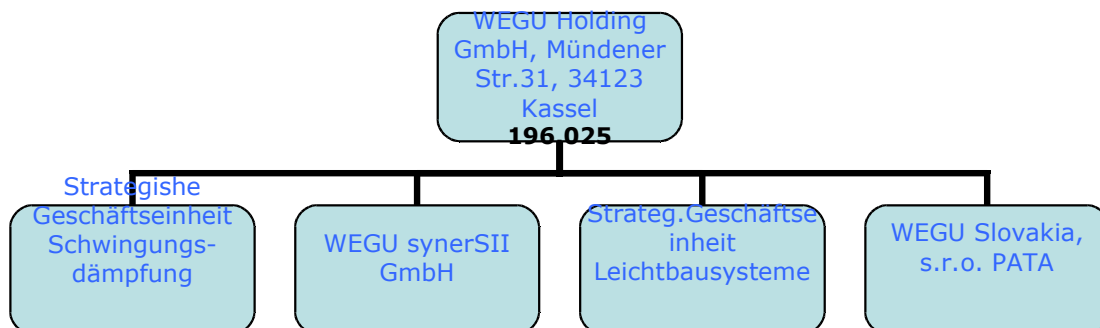 WEGU Holding
GmbH, Mündener
Str.31, 34123
Kassel
196 025
Strategishe
Geschäftseinheit
Schwingungs-
dämpfung
WEGU synerSII
GmbH
Strateg.Geschäftse
inheit
Leichtbausysteme
WEGU Slovakia,
s.r.o. PATA